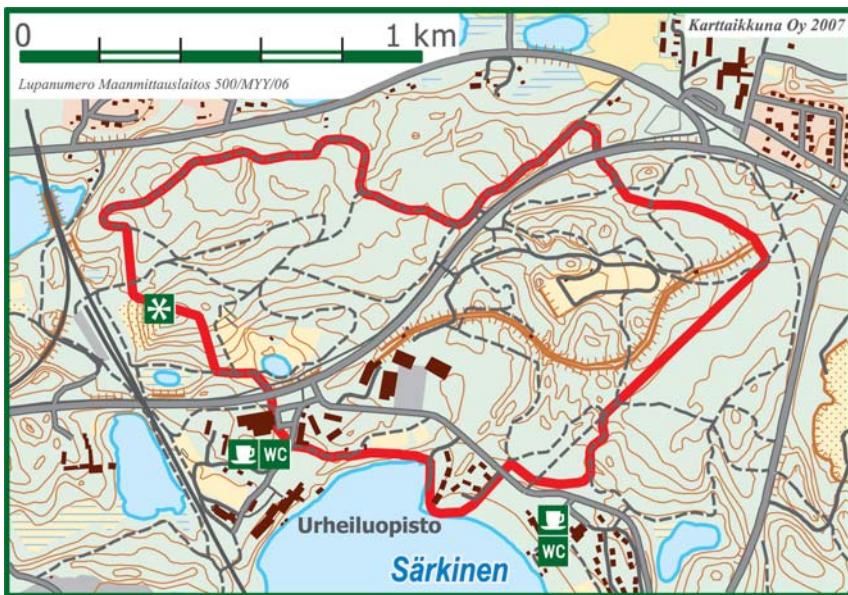 0 1 km
Karttaikkuna Oy 2007
Lupanumero Maanmittauslaitos 500/MYY/06
WC
WC
Urheiluopisto
Särkinen